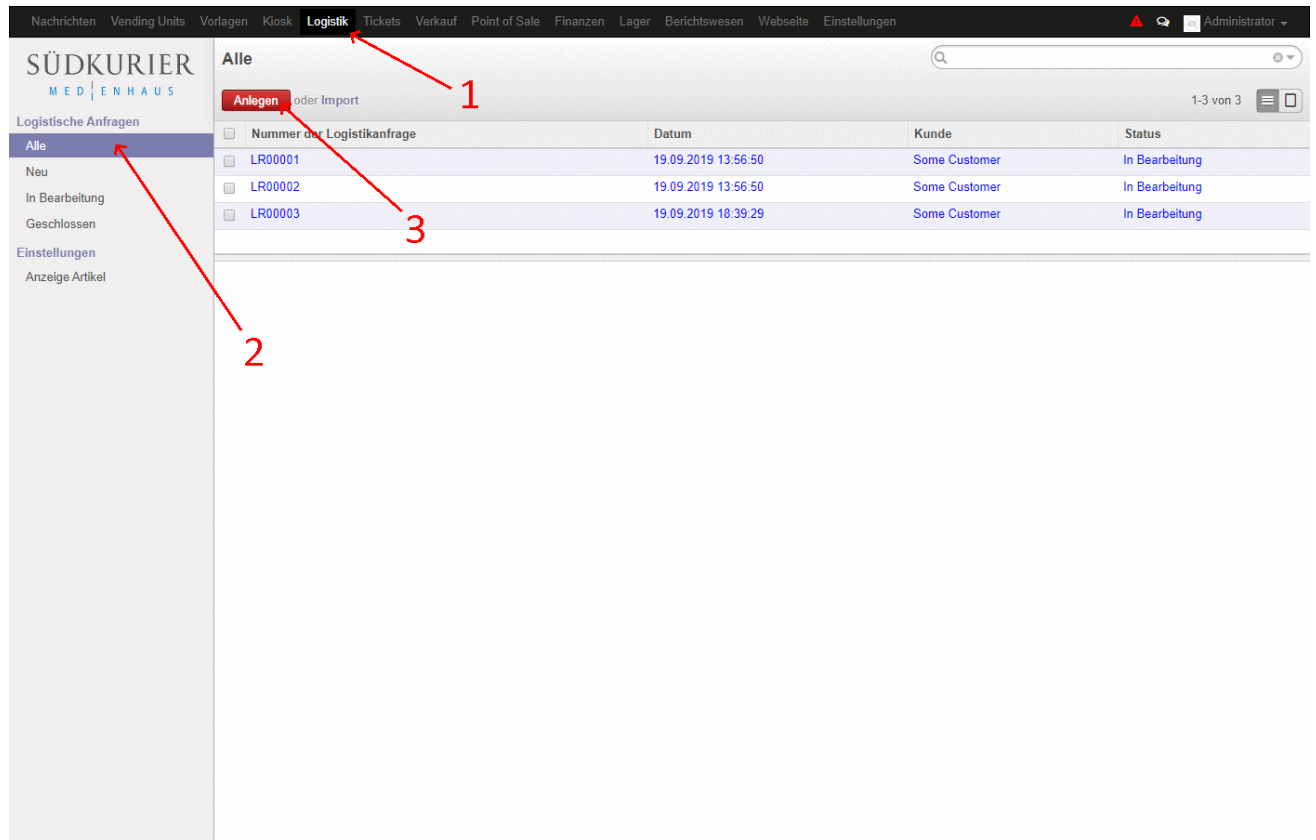 Nachrichten Vending Units Vorlagen Kiosk Logistik Tickets Verkauf Point of Sale Finanzen Lager Berichtswesen Webseite Einstellungen Administrator
SÜDKURIER
MEDIENHAUS
Logistische Anfragen
Alle
Neu
In Bearbeitung
Geschlossen
Einstellungen
Anzeige Artikel
Alle
1
Anlegen oder Import
1-3 von 3
Nummer der Logistikanfrage Datum Kunde Status
LR00001 19.09.2019 13:56:50 Some Customer In Bearbeitung
LR00002 19.09.2019 13:56:50 Some Customer In Bearbeitung
LR00003 19.09.2019 18:39:29 Some Customer In Bearbeitung
3
2